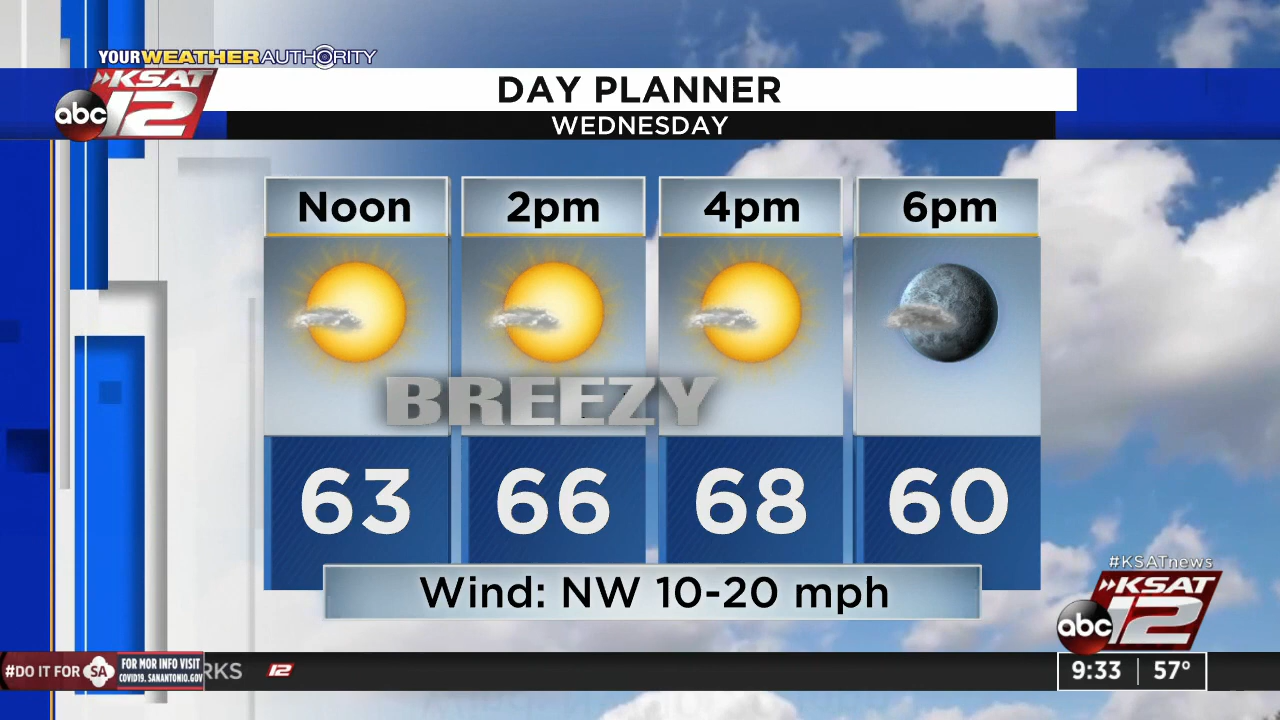 YOURWEATHERAUTHORITY
KSAT
abc 12
DAY PLANNER
WEDNESDAY
Noon 2pm 4pm 6pm
BREEZY
63 66 68 60
Wind: NW 10-20 mph
#KSATnews
KSAT
abc 12
#DO IT FOR SA
FOR MOR INFO VISIT
COVID19. SANANTONIO.GOV
RKS 12
9:33 57°